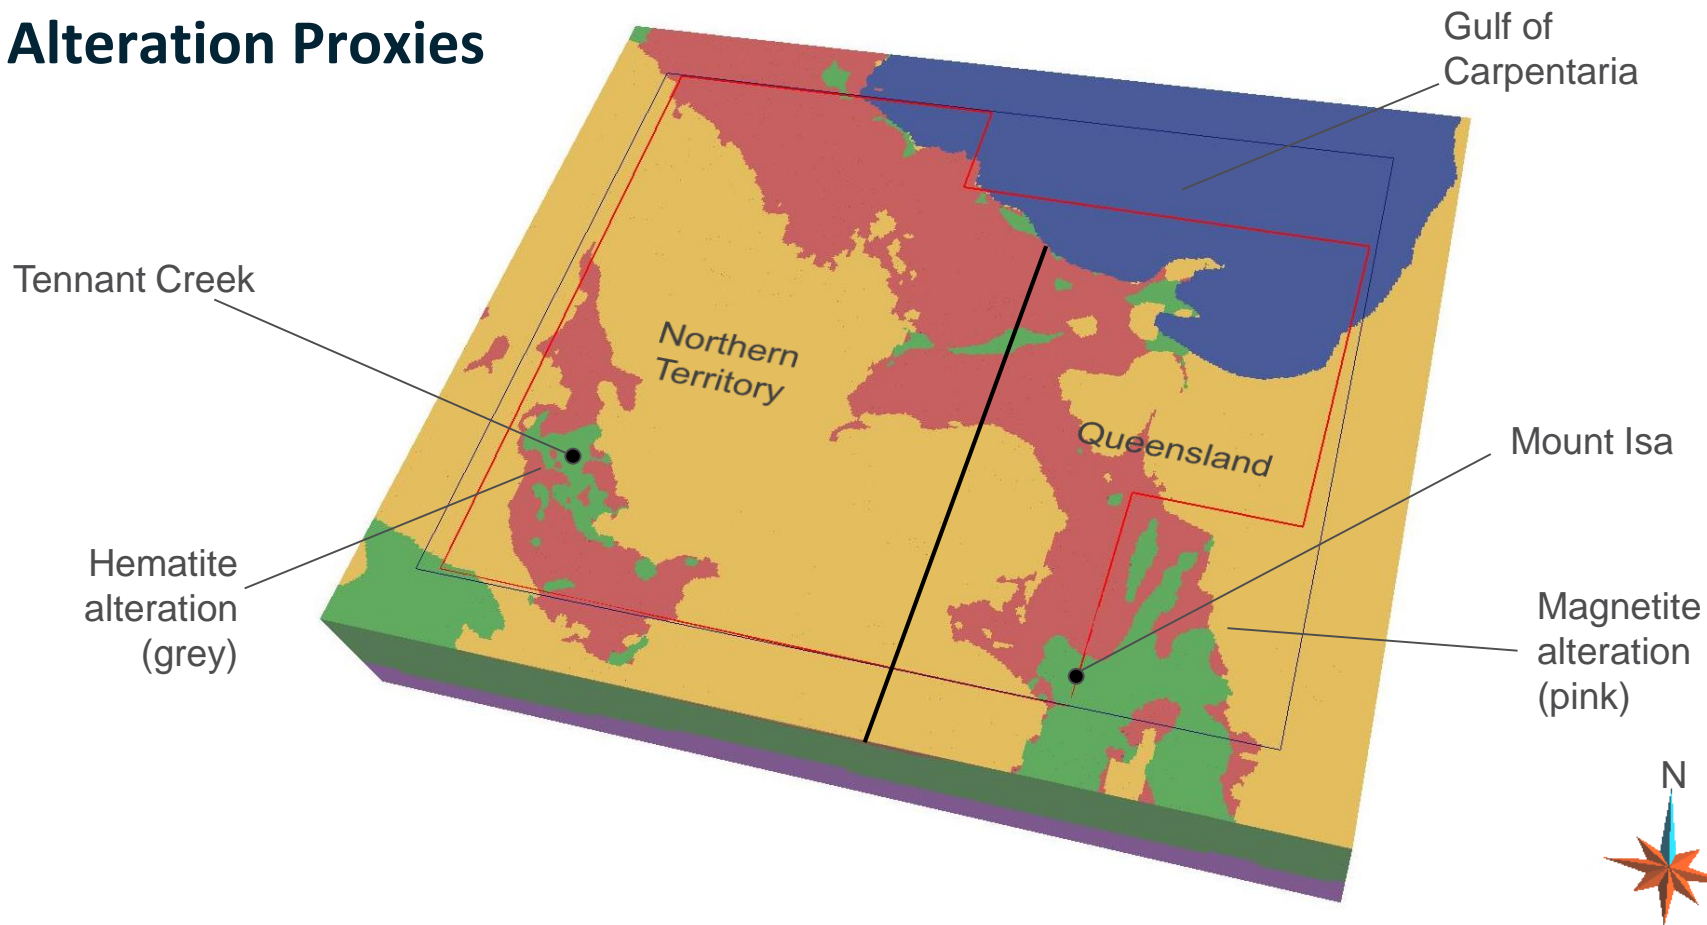 Alteration Proxies
Gulf of
Carpentaria
Tennant Creek
Northern
Territory
Queensland
Mount Isa
Hematite
alteration
(grey)
Magnetite
alteration
(pink)
N